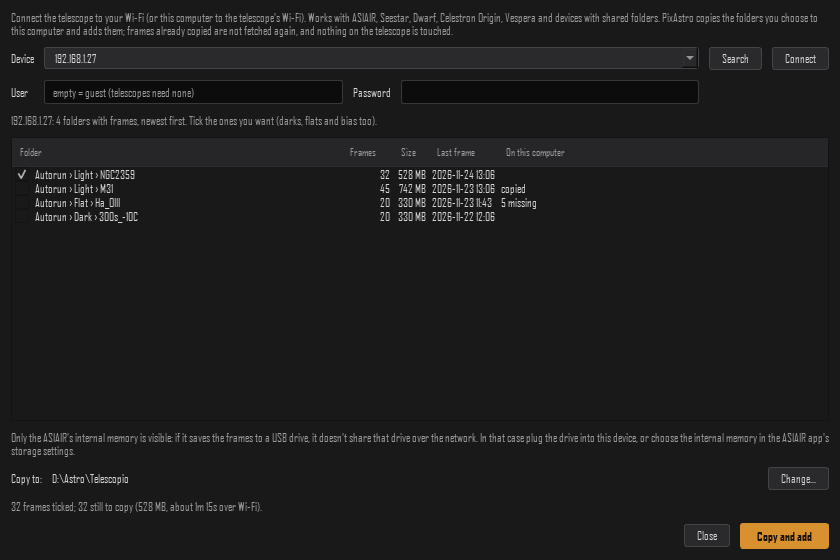 Connect the telescope to your Wi-Fi (or this computer to the telescope's Wi-Fi). Works with ASIAIR, Seestar, Dwarf, Celestron Origin, Vespera and devices with shared folders. PixAstro copies the folders you choose to
this computer and adds them; frames already copied are not fetched again, and nothing on the telescope is touched.
Device 192.168.1.27 Search Connect
User empty = guest (telescopes need none) Password
192.168.1.27: 4 folders with frames, newest first. Tick the ones you want (darks, flats and bias too).
Folder Frames Size Last frame On this computer
Autorun › Light › NGC2359 32 528 MB 2026-11-24 13:06
Autorun › Light › M31 45 742 MB 2026-11-23 13:06 copied
Autorun › Flat › Ha_OIII 20 330 MB 2026-11-23 11:43 5 missing
Autorun › Dark › 300s_-10C 20 330 MB 2026-11-22 12:06
Only the ASIAIR's internal memory is visible: if it saves the frames to a USB drive, it doesn't share that drive over the network. In that case plug the drive into this device, or choose the internal memory in the ASIAIR app's
storage settings.
Copy to: D:\Astro\Telescopio Change...
32 frames ticked; 32 still to copy (528 MB, about 1m 15s over Wi-Fi).
Close Copy and add